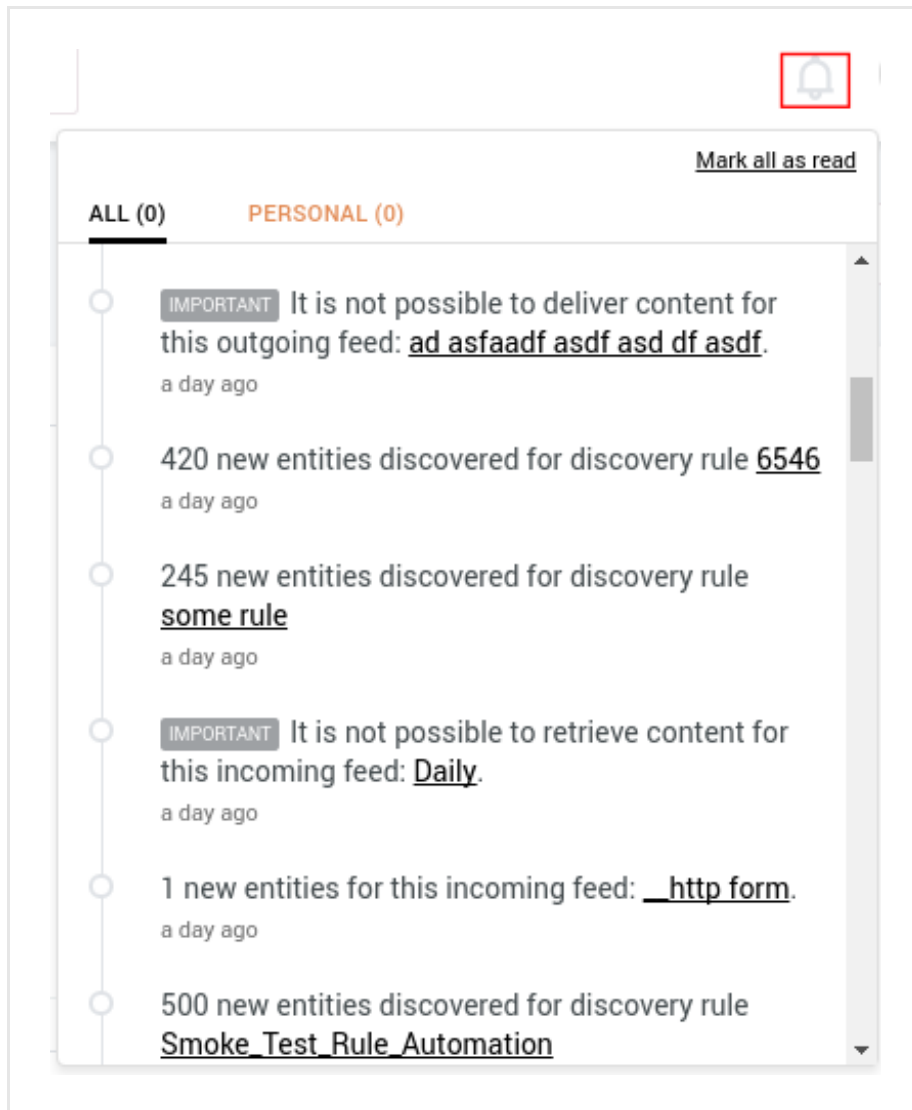 Mark all as read
ALL (0) PERSONAL (0)
IMPORTANT It is not possible to deliver content for
this outgoing feed: ad asfaadf asdf asd df asdf.
a day ago
420 new entities discovered for discovery rule 6546
a day ago
245 new entities discovered for discovery rule
some rule
a day ago
IMPORTANT It is not possible to retrieve content for
this incoming feed: Daily.
a day ago
1 new entities for this incoming feed: __http form.
a day ago
500 new entities discovered for discovery rule
Smoke_Test_Rule_Automation